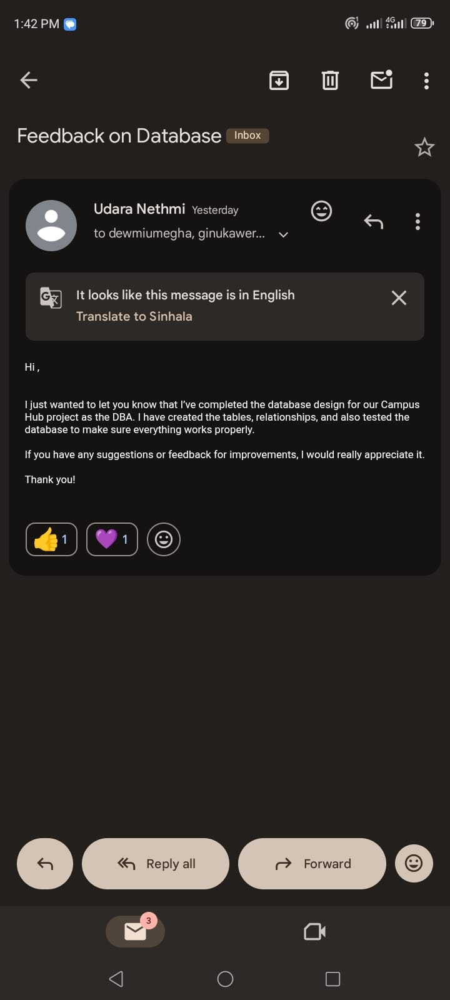 1:42 PM
4G
79
Feedback on Database Inbox
Udara Nethmi Yesterday
to dewmiumegha, ginukawer...
It looks like this message is in English
Translate to Sinhala
Hi ,
I just wanted to let you know that I've completed the database design for our Campus
Hub project as the DBA. I have created the tables, relationships, and also tested the
database to make sure everything works properly.
If you have any suggestions or feedback for improvements, I would really appreciate it.
Thank you!
👍 1 💜 1
Reply all Forward
3